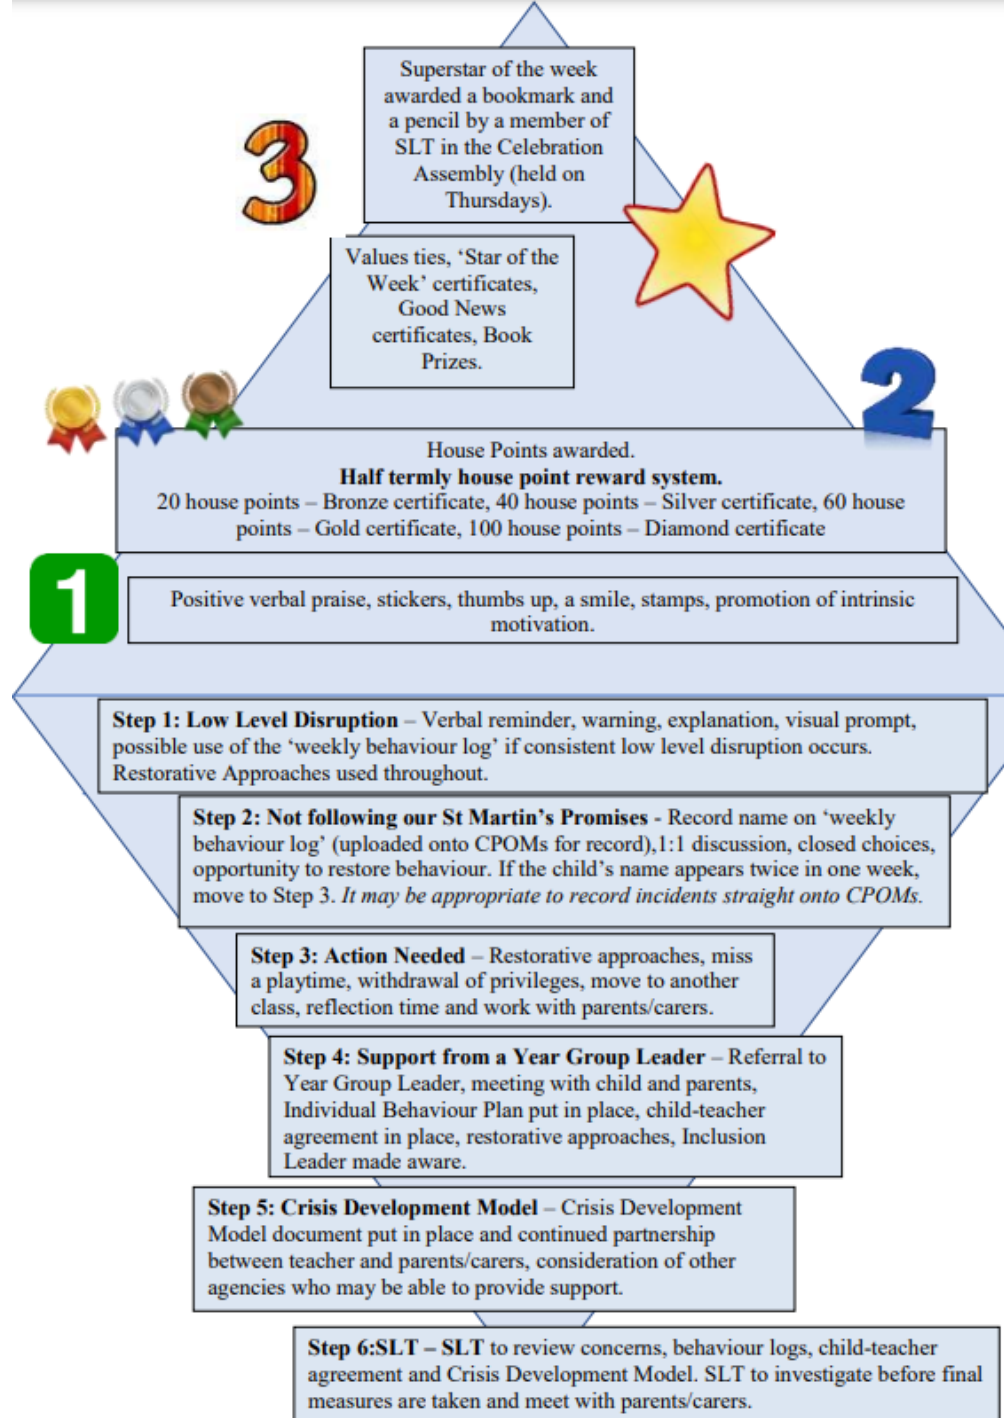 Superstar of the week
awarded a bookmark and
a pencil by a member of
SLT in the Celebration
Assembly (held on
Thursdays).
3
Values ties, ‘Star of the
Week’ certificates,
Good News
certificates, Book
Prizes.
2
House Points awarded.
Half termly house point reward system.
20 house points – Bronze certificate, 40 house points – Silver certificate, 60 house
points – Gold certificate, 100 house points – Diamond certificate
1
Positive verbal praise, stickers, thumbs up, a smile, stamps, promotion of intrinsic
motivation.
Step 1: Low Level Disruption – Verbal reminder, warning, explanation, visual prompt,
possible use of the ‘weekly behaviour log’ if consistent low level disruption occurs.
Restorative Approaches used throughout.
Step 2: Not following our St Martin’s Promises - Record name on ‘weekly
behaviour log’ (uploaded onto CPOMs for record),1:1 discussion, closed choices,
opportunity to restore behaviour. If the child’s name appears twice in one week,
move to Step 3. It may be appropriate to record incidents straight onto CPOMs.
Step 3: Action Needed – Restorative approaches, miss
a playtime, withdrawal of privileges, move to another
class, reflection time and work with parents/carers.
Step 4: Support from a Year Group Leader – Referral to
Year Group Leader, meeting with child and parents,
Individual Behaviour Plan put in place, child-teacher
agreement in place, restorative approaches, Inclusion
Leader made aware.
Step 5: Crisis Development Model – Crisis Development
Model document put in place and continued partnership
between teacher and parents/carers, consideration of other
agencies who may be able to provide support.
Step 6:SLT – SLT to review concerns, behaviour logs, child-teacher
agreement and Crisis Development Model. SLT to investigate before final
measures are taken and meet with parents/carers.